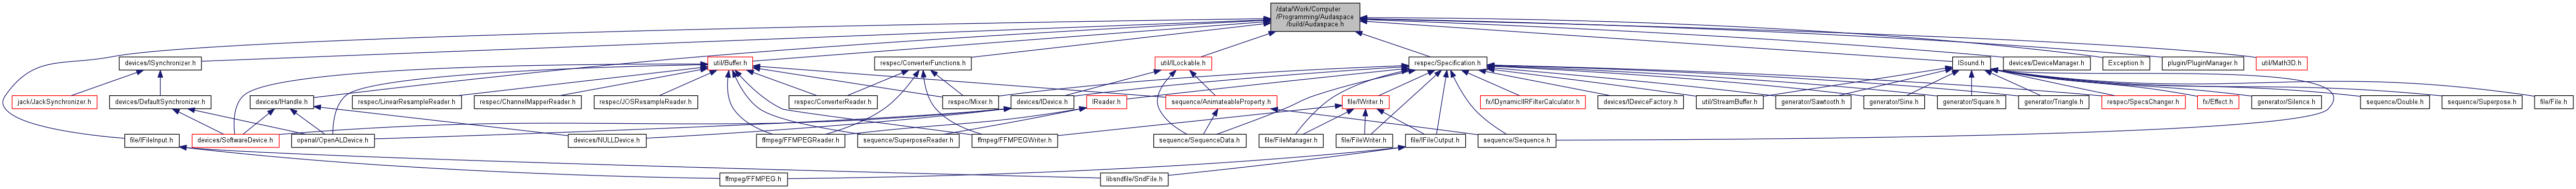 /data/Work/Computer
/Programming/Audaspace
/build/Audaspace.h
devices/ISynchronizer.h
util/Buffer.h
respec/ConverterFunctions.h
util/ILockable.h
respec/Specification.h
ISound.h
devices/DeviceManager.h
Exception.h
plugin/PluginManager.h
util/Math3D.h
jack/JackSynchronizer.h
devices/DefaultSynchronizer.h
devices/IHandle.h
respec/LinearResampleReader.h
respec/ChannelMapperReader.h
respec/JOSResampleReader.h
respec/ConverterReader.h
respec/Mixer.h
devices/IDevice.h
IReader.h
sequence/AnimateableProperty.h
file/IWriter.h
fx/IDynamicIIRFilterCalculator.h
devices/IDeviceFactory.h
util/StreamBuffer.h
generator/Sawtooth.h
generator/Sine.h
generator/Square.h
generator/Triangle.h
respec/SpecsChanger.h
fx/Effect.h
generator/Silence.h
sequence/Double.h
sequence/Superpose.h
file/File.h
file/IFileInput.h
devices/SoftwareDevice.h
openal/OpenALDevice.h
devices/NULLDevice.h
ffmpeg/FFMPEGReader.h
sequence/SuperposeReader.h
ffmpeg/FFMPEGWriter.h
sequence/SequenceData.h
file/FileManager.h
file/FileWriter.h
file/IFileOutput.h
sequence/Sequence.h
ffmpeg/FFMPEG.h
libsndfile/SndFile.h